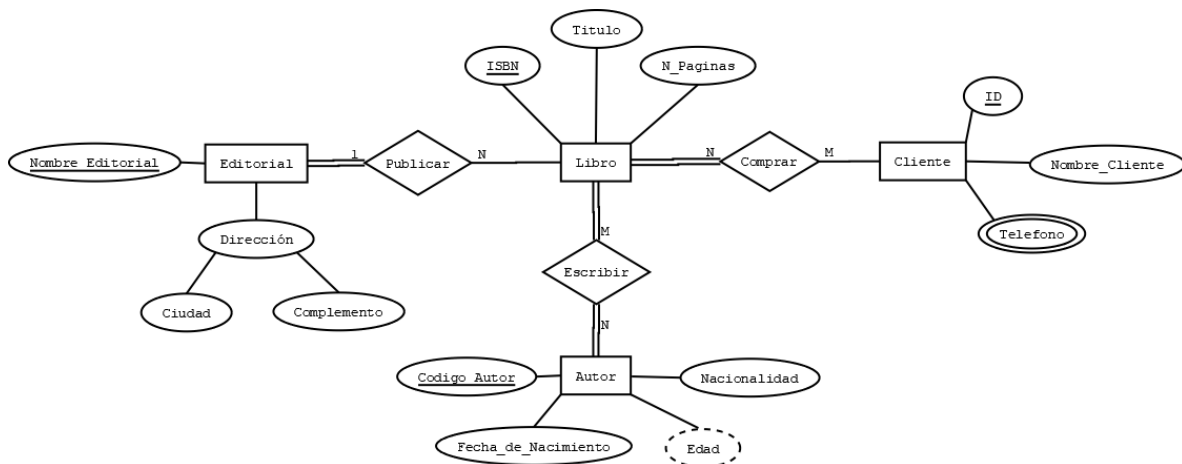 Titulo
ISBN
N_Paginas
ID
Nombre Editorial
Editorial
1
Publicar
N
Libro
N
Comprar
M
Cliente
Nombre_Cliente
Telefono
Dirección
Ciudad
Complemento
M
Escribir
N
Codigo Autor
Autor
Nacionalidad
Fecha_de_Nacimiento
Edad